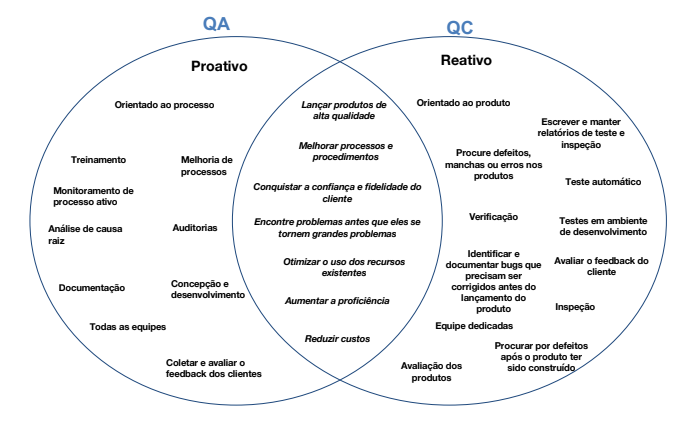 QA
QC
Proativo
Reativo
Orientado ao processo
Treinamento
Melhoria de
processos
Monitoramento de
processo ativo
Análise de causa
raiz
Auditorias
Documentação
Concepção e
desenvolvimento
Todas as equipes
Coletar e avaliar o
feedback dos clientes
Lançar produtos de
alta qualidade
Melhorar processos e
procedimentos
Conquistar a confiança e fidelidade do
cliente
Encontre problemas antes que eles se
tornem grandes problemas
Otimizar o uso dos recursos
existentes
Aumentar a proficiência
Reduzir custos
Orientado ao produto
Escrever e manter
relatórios de teste e
inspeção
Procure defeitos,
manchas ou erros nos
produtos
Teste automático
Verificação
Testes em ambiente
de desenvolvimento
Identificar e
documentar bugs que
precisam ser
corrigidos antes do
lançamento do
produto
Avaliar o feedback do
cliente
Inspeção
Equipe dedicadas
Procurar por defeitos
após o produto ter
sido construído
Avaliação dos
produtos